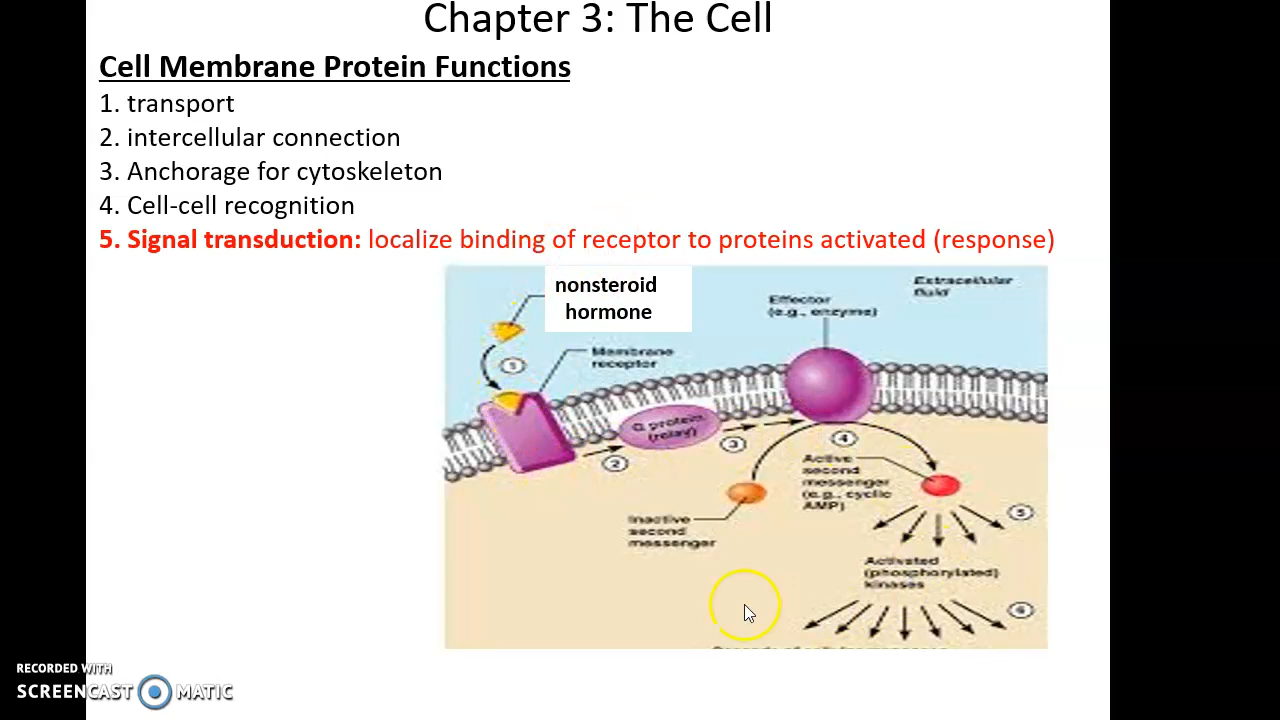 Chapter 3: The Cell
Cell Membrane Protein Functions
1. transport
2. intercellular connection
3. Anchorage for cytoskeleton
4. Cell-cell recognition
5. Signal transduction: localize binding of receptor to proteins activated (response)
nonsteroid
hormone
Extracellular
fluid
Effector
(e.g., enzyme)
Membrane
receptor
1
G protein
(relay)
2
3
4
Active
second
messenger
(e.g., cyclic
AMP)
Inactive
second
messenger
5
Activated
(phosphorylated)
kinases
6
RECORDED WITH
SCREENCAST MATIC